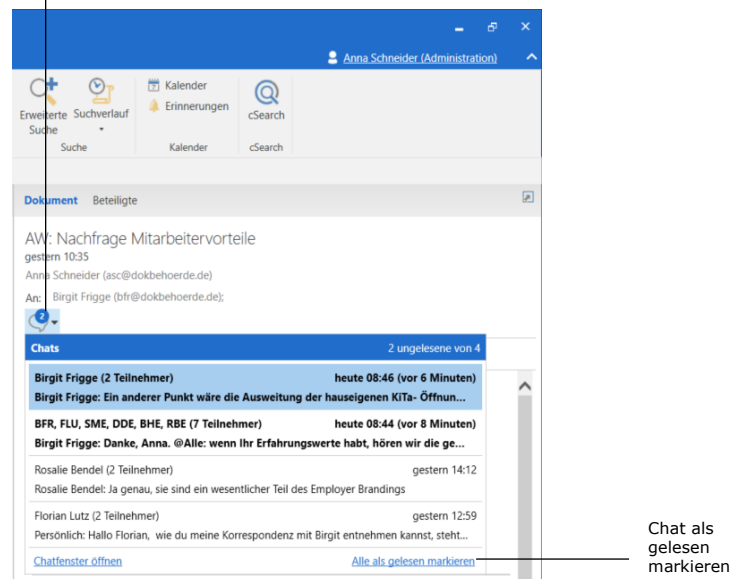 Anna Schneider (Administration)
Erweiterte Suche
Suchverlauf
Kalender
Erinnerungen
cSearch
Suche
Kalender
cSearch
Dokument Beteiligte
AW: Nachfrage Mitarbeitervorteile
gestern 10:35
Anna Schneider (asc@dokbehoerde.de)
An: Birgit Frigge (bfr@dokbehoerde.de);
2
Chats 2 ungelesene von 4
Birgit Frigge (2 Teilnehmer) heute 08:46 (vor 6 Minuten)
Birgit Frigge: Ein anderer Punkt wäre die Ausweitung der hauseigenen KiTa- Öffnun...
BFR, FLU, SME, DDE, BHE, RBE (7 Teilnehmer) heute 08:44 (vor 8 Minuten)
Birgit Frigge: Danke, Anna. @Alle: wenn Ihr Erfahrungswerte habt, hören wir die ge...
Rosalie Bendel (2 Teilnehmer) gestern 14:12
Rosalie Bendel: Ja genau, sie sind ein wesentlicher Teil des Employer Brandings
Florian Lutz (2 Teilnehmer) gestern 12:59
Persönlich: Hallo Florian, wie du meine Korrespondenz mit Birgit entnehmen kannst, steht...
Chatfenster öffnen Alle als gelesen markieren
Chat als
gelesen
markieren